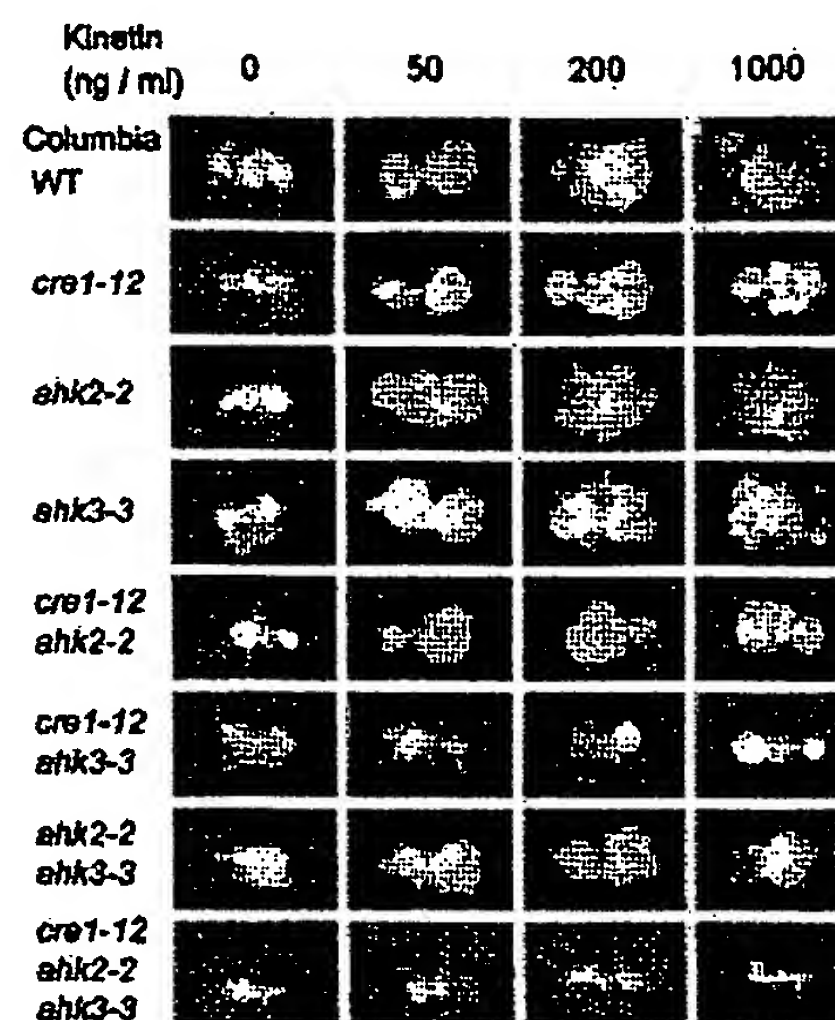 Kinetin
(ng / ml) 0 50 200 1000
Columbia
WT
cre1-12
ahk2-2
ahk3-3
cre1-12
ahk2-2
cre1-12
ahk3-3
ahk2-2
ahk3-3
cre1-12
ahk2-2
ahk3-3